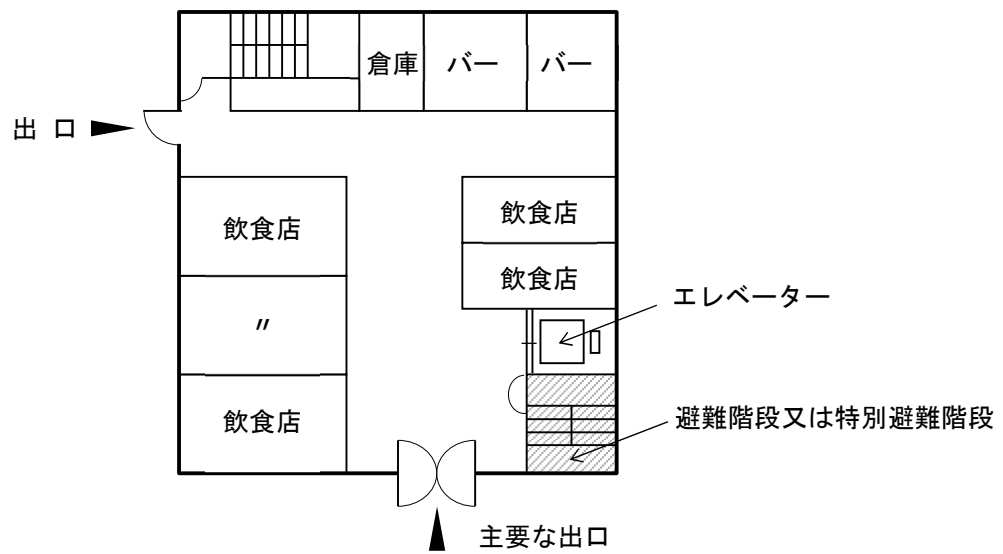 倉庫
バー
バー
出 口
飲食店
飲食店
飲食店
エレベーター
〃
飲食店
避難階段又は特別避難階段
主要な出口